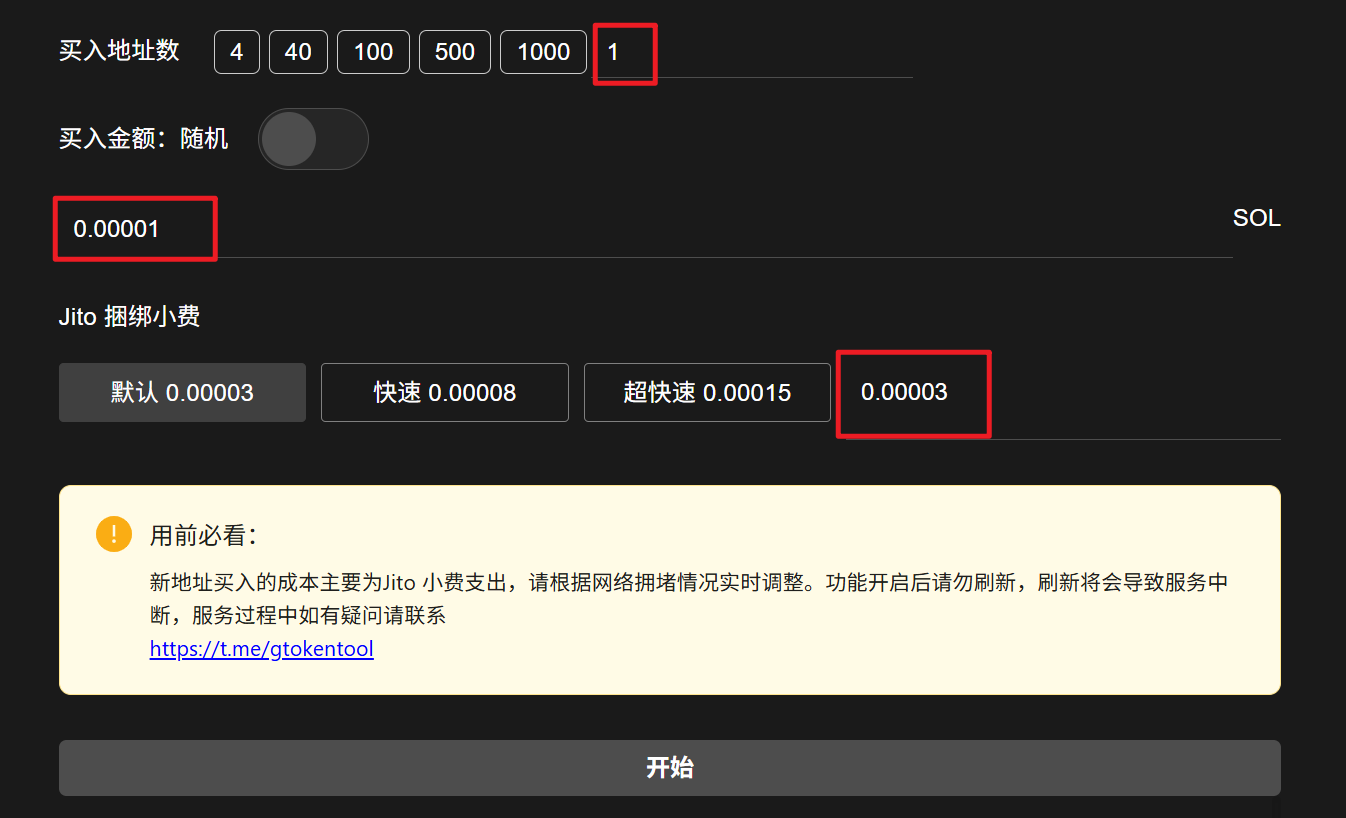 买入地址数 4 40 100 500 1000 1
买入金额：随机
0.00001 SOL
Jito 捆绑小费
默认 0.00003 快速 0.00008 超快速 0.00015 0.00003
用前必看：
新地址买入的成本主要为Jito 小费支出，请根据网络拥堵情况实时调整。功能开启后请勿刷新，刷新将会导致服务中
断，服务过程中如有疑问请联系
https://t.me/gtokentool
开始